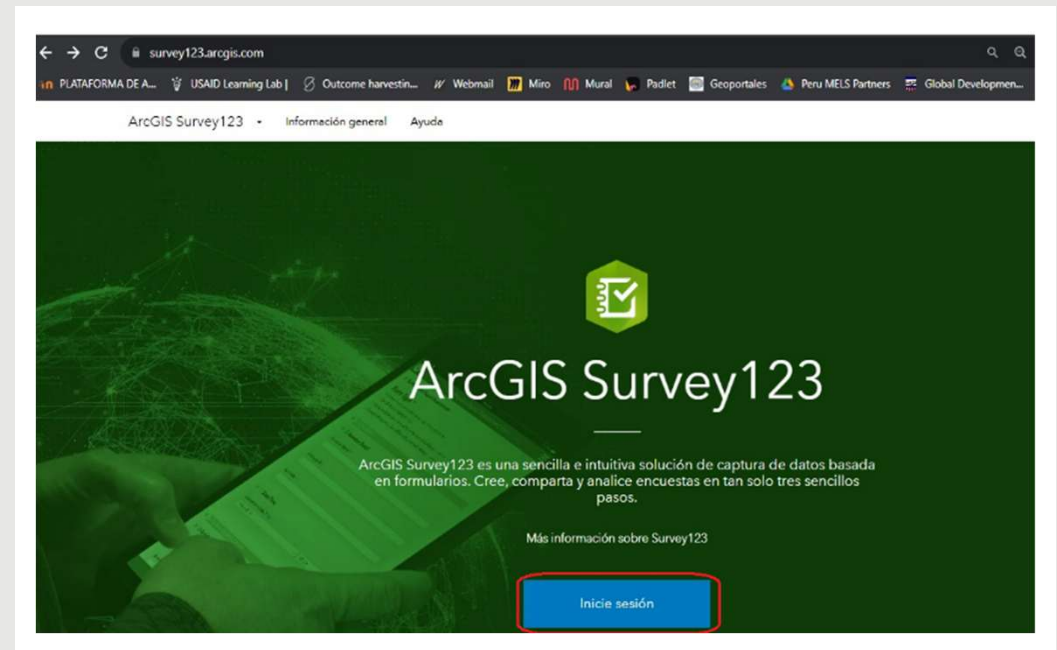 survey123.arcgis.com
PLATAFORMA DE A... USAID Learning Lab | Outcome harvestin... Webmail Miro Mural Padlet Geoportales Peru MELS Partners Global Developmen...
ArcGIS Survey123 Información general Ayuda
ArcGIS Survey123
ArcGIS Survey123 es una sencilla e intuitiva solución de captura de datos basada
en formularios. Cree, comparta y analice encuestas en tan solo tres sencillos
pasos.
Más información sobre Survey123
Inicie sesión